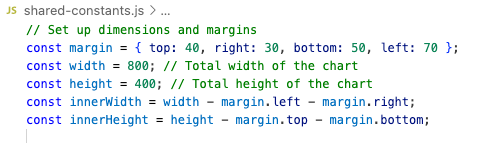 JS shared-constants.js > ...
// Set up dimensions and margins
const margin = { top: 40, right: 30, bottom: 50, left: 70 };
const width = 800; // Total width of the chart
const height = 400; // Total height of the chart
const innerWidth = width - margin.left - margin.right;
const innerHeight = height - margin.top - margin.bottom;